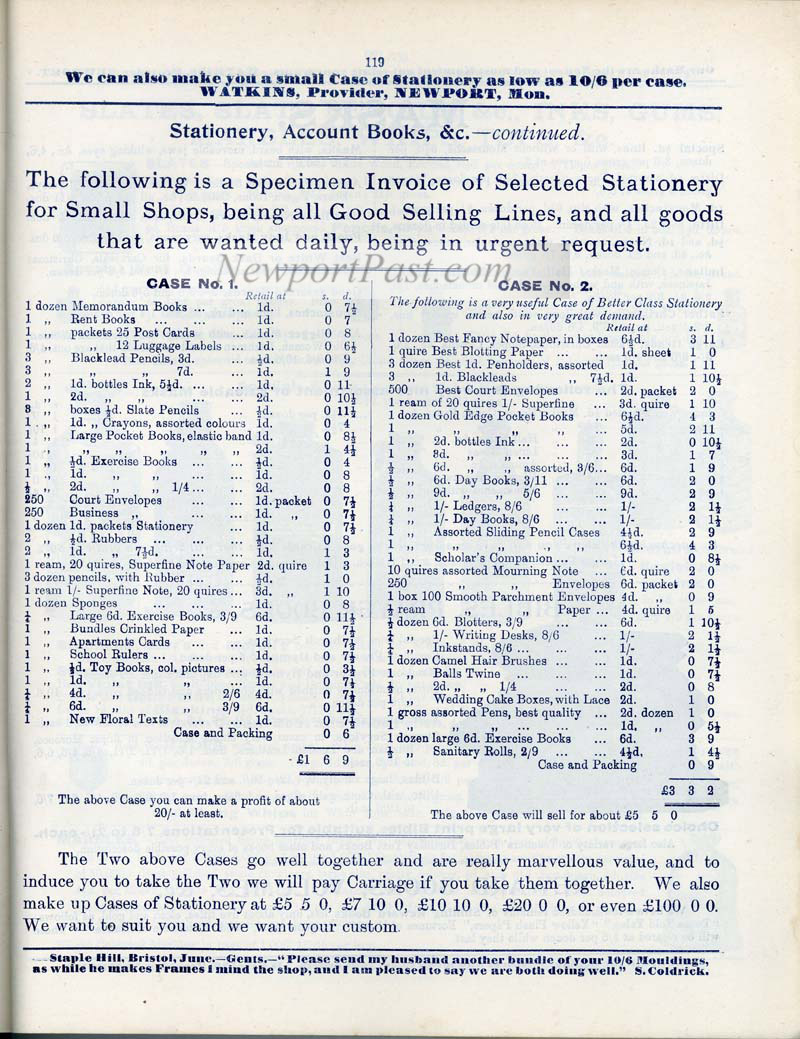 119
We can also make you a small Case of Stationery as low as 10/6 per case.
WATKINS, Provider, NEWPORT, Mon.
Stationery, Account Books, &c.—continued.
The following is a Specimen Invoice of Selected Stationery
for Small Shops, being all Good Selling Lines, and all goods
that are wanted daily, being in urgent request.
NewportPast.com
CASE No. 1.
Retail at s. d.
1 dozen Memorandum Books ... ... 1d. 0 7½
1 ,, Rent Books ... ... ... 1d. 0 7
1 ,, packets 25 Post Cards ... 1d. 0 8
1 ,, ,, 12 Luggage Labels ... 1d. 0 6½
3 ,, Blacklead Pencils, 3d. ... ½d. 0 9
3 ,, ,, ,, 7d. ... 1d. 1 9
2 ,, 1d. bottles Ink, 5½d. ... ... 1d. 0 11
1 ,, 2d. ,, ,, ... ... 2d. 0 10½
8 ,, boxes ½d. Slate Pencils ... ½d. 0 11½
1 ,, 1d. ,, Crayons, assorted colours 1d. 0 4
1 ,, Large Pocket Books, elastic band 1d. 0 8½
1 ,, ,, ,, ,, ,, 2d. 1 4½
1 ,, ½d. Exercise Books ... ... ½d. 0 4
1 ,, 1d. ,, ,, ... ... 1d. 0 8
½ ,, 2d. ,, ,, 1/4 ... ... 2d. 0 8
250 Court Envelopes ... ... 1d. packet 0 7½
250 Business ,, ... ... 1d. ,, 0 7½
1 dozen 1d. packets Stationery ... 1d. 0 7½
2 ,, ½d. Rubbers ... ... ... ½d. 0 8
2 ,, 1d. ,, 7½d. ... ... 1d. 1 3
1 ream, 20 quires, Superfine Note Paper 2d. quire 1 3
3 dozen pencils, with Rubber ... ... ½d. 1 0
1 ream 1/- Superfine Note, 20 quires ... 3d. ,, 1 10
1 dozen Sponges ... ... ... 1d. 0 8
¼ ,, Large 6d. Exercise Books, 3/9 6d. 0 11¼
1 ,, Bundles Crinkled Paper ... 1d. 0 7½
1 ,, Apartments Cards ... ... 1d. 0 7½
1 ,, School Rulers ... ... ... 1d. 0 7½
1 ,, ½d. Toy Books, col. pictures ... ½d. 0 3½
1 ,, 1d. ,, ,, ... 1d. 0 7½
¼ ,, 4d. ,, ,, 2/6 4d. 0 7½
¼ ,, 6d. ,, ,, 3/9 6d. 0 11¼
1 ,, New Floral Texts ... ... 1d. 0 7½
Case and Packing 0 6
£1 6 9
The above Case you can make a profit of about
20/- at least.
CASE No. 2.
The following is a very useful Case of Better Class Stationery
and also in very great demand.
Retail at s. d.
1 dozen Best Fancy Notepaper, in boxes 6½d. 3 11
1 quire Best Blotting Paper ... ... 1d. sheet 1 0
3 dozen Best 1d. Penholders, assorted 1d. 1 11
3 ,, 1d. Blackleads ,, 7½d. 1d. 1 10½
500 Best Court Envelopes ... 2d. packet 2 0
1 ream of 20 quires 1/- Superfine ... 3d. quire 1 10
1 dozen Gold Edge Pocket Books ... 6½d. 4 3
1 ,, ,, ,, ,, ,, 5d. 2 11
1 ,, 2d. bottles Ink ... ... ... 2d. 0 10½
1 ,, 3d. ,, ,, ... ... ... 3d. 1 7
½ ,, 6d. ,, ,, assorted, 3/6 ... 6d. 1 9
½ ,, 6d. Day Books, 3/11 ... ... 6d. 2 0
½ ,, 9d. ,, ,, 5/6 ... ... 9d. 2 9
¼ ,, 1/- Ledgers, 8/6 ... ... 1/- 2 1½
¼ ,, 1/- Day Books, 8/6 ... ... 1/- 2 1½
1 ,, Assorted Sliding Pencil Cases 4½d. 2 9
1 ,, ,, ,, ,, ,, 6½d. 4 3
1 ,, Scholar's Companion ... ... 1d. 0 8½
10 quires assorted Mourning Note ... 6d. quire 2 0
250 ,, ,, Envelopes 6d. packet 2 0
1 box 100 Smooth Parchment Envelopes 4d. ,, 0 9
½ ream ,, ,, Paper ... 4d. quire 1 5
½ dozen 6d. Blotters, 3/9 ... ... 6d. 1 10½
¼ ,, 1/- Writing Desks, 8/6 ... 1/- 2 1½
¼ ,, Inkstands, 8/6 ... ... ... 1/- 2 1½
1 dozen Camel Hair Brushes ... ... 1d. 0 7½
1 ,, Balls Twine ... ... ... 1d. 0 7½
½ ,, 2d. ,, ,, 1/4 ... ... 2d. 0 8
1 ,, Wedding Cake Boxes, with Lace 2d. 1 0
1 gross assorted Pens, best quality ... 2d. dozen 1 0
1 ,, ,, ,, ... ... ... 1d. ,, 0 5½
1 dozen large 6d. Exercise Books ... 6d. 3 9
½ ,, Sanitary Rolls, 2/9 ... ... 4½d. 1 4½
Case and Packing 0 9
£3 3 2
The above Case will sell for about £5 5 0
The Two above Cases go well together and are really marvellous value, and to
induce you to take the Two we will pay Carriage if you take them together. We also
make up Cases of Stationery at £5 5 0, £7 10 0, £10 10 0, £20 0 0, or even £100 0 0.
We want to suit you and we want your custom.
Staple Hill, Bristol, June.—Gents.—"Please send my husband another bundle of your 10/6 Mouldings,
as while he makes Frames I mind the shop, and I am pleased to say we are both doing well." S. Coldrick.